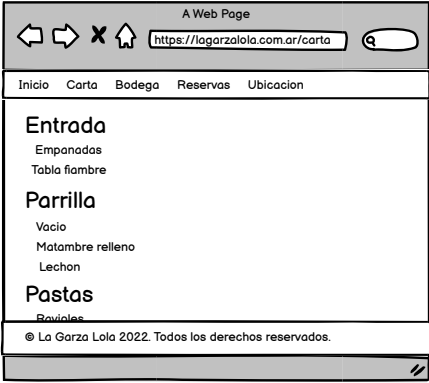 A Web Page
https://lagarzalola.com.ar/carta
Inicio Carta Bodega Reservas Ubicacion
Entrada
Empanadas
Tabla fiambre
Parrilla
Vacio
Matambre relleno
Lechon
Pastas
Ravioles
© La Garza Lola 2022. Todos los derechos reservados.